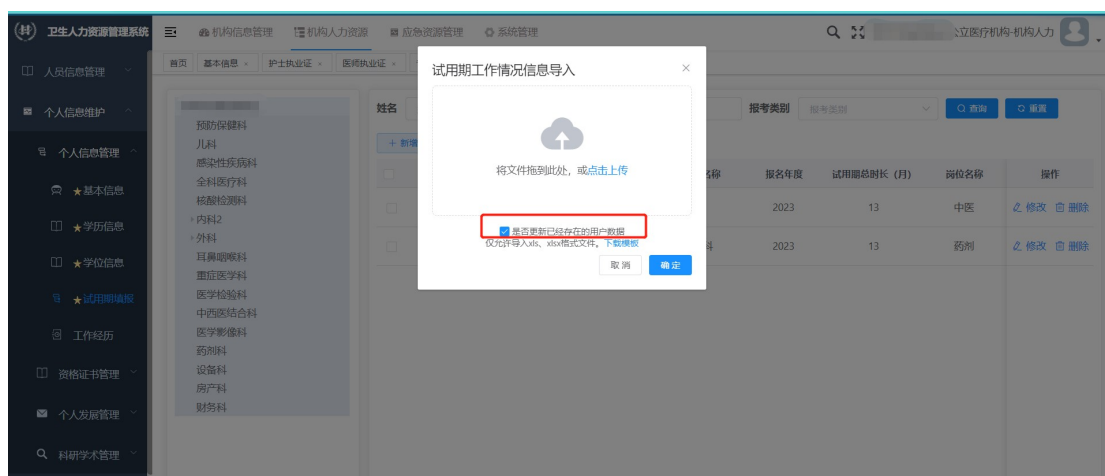 卫生人力资源管理系统
机构信息管理 机构人力资源 应急资源管理 系统管理
公立医疗机构-机构人力
人员信息管理
个人信息维护
个人信息管理
★基本信息
★学历信息
★学位信息
★试用期填报
工作经历
资格证书管理
个人发展管理
科研学术管理
首页 基本信息 × 护士执业证 × 医师执业证 ×
预防保健科
儿科
感染性疾病科
全科医疗科
核酸检测科
内科2
外科
耳鼻咽喉科
重症医学科
医学检验科
中西医结合科
医学影像科
药剂科
设备科
房产科
财务科
姓名 报考类别 报考类别 查询 重置
+ 新增
名称 报名年度 试用期总时长(月) 岗位名称 操作
2023 13 中医 修改 删除
科 2023 13 药剂 修改 删除
试用期工作情况信息导入 ×
将文件拖到此处，或点击上传
是否更新已经存在的用户数据
仅允许导入xls、xlsx格式文件。下载模板
取消 确定